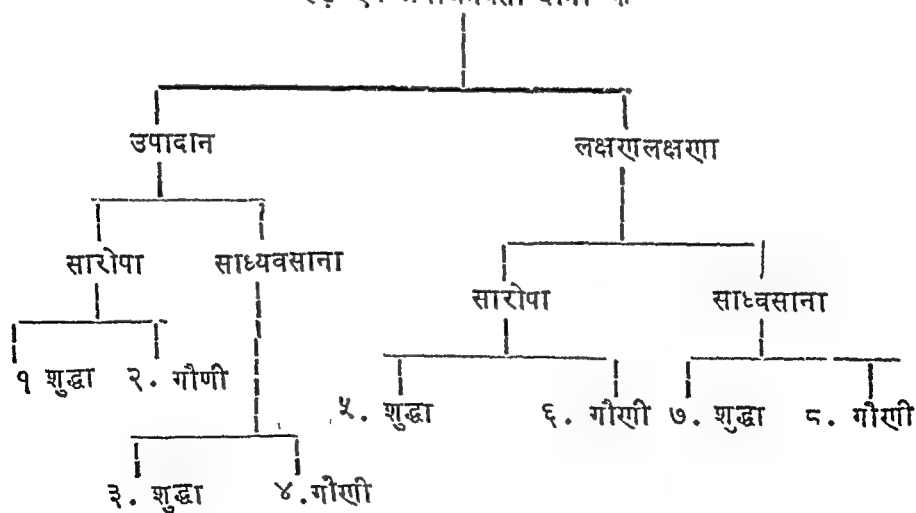 उपादान लक्षणलक्षणा
सारोपा साध्यवसाना
सारोपा साध्वसाना
१ शुद्धा २. गौणी
५. शुद्धा ६. गौणी ७. शुद्धा ८. गौणी
३. शुद्धा ४.गौणी